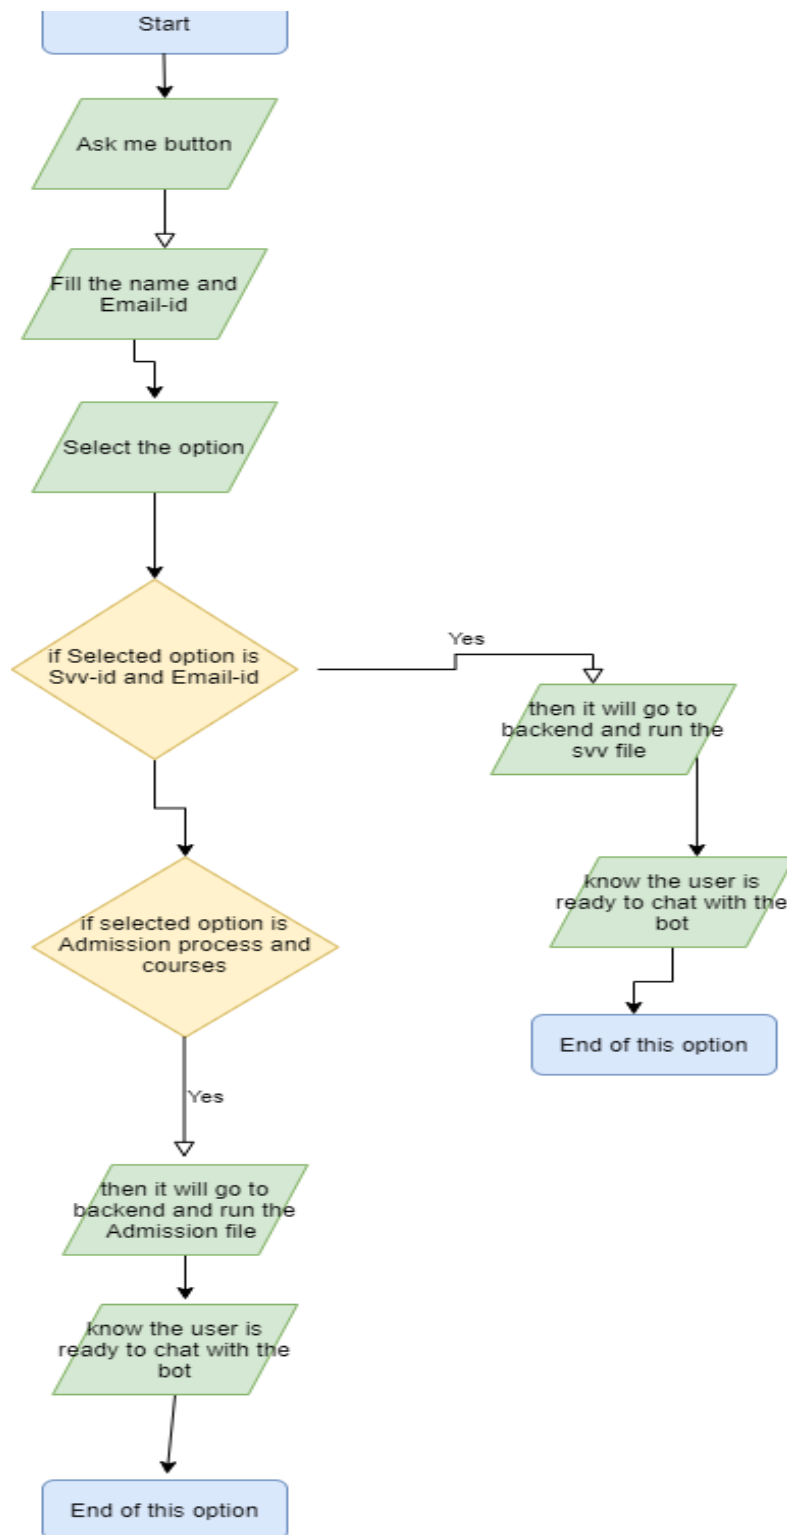 Start
Ask me button
Fill the name and
Email-id
Select the option
if Selected option is
Svv-id and Email-id
Yes
then it will go to
backend and run the
svv file
know the user is
ready to chat with the
bot
End of this option
if selected option is
Admission process and
courses
Yes
then it will go to
backend and run the
Admission file
know the user is
ready to chat with the
bot
End of this option